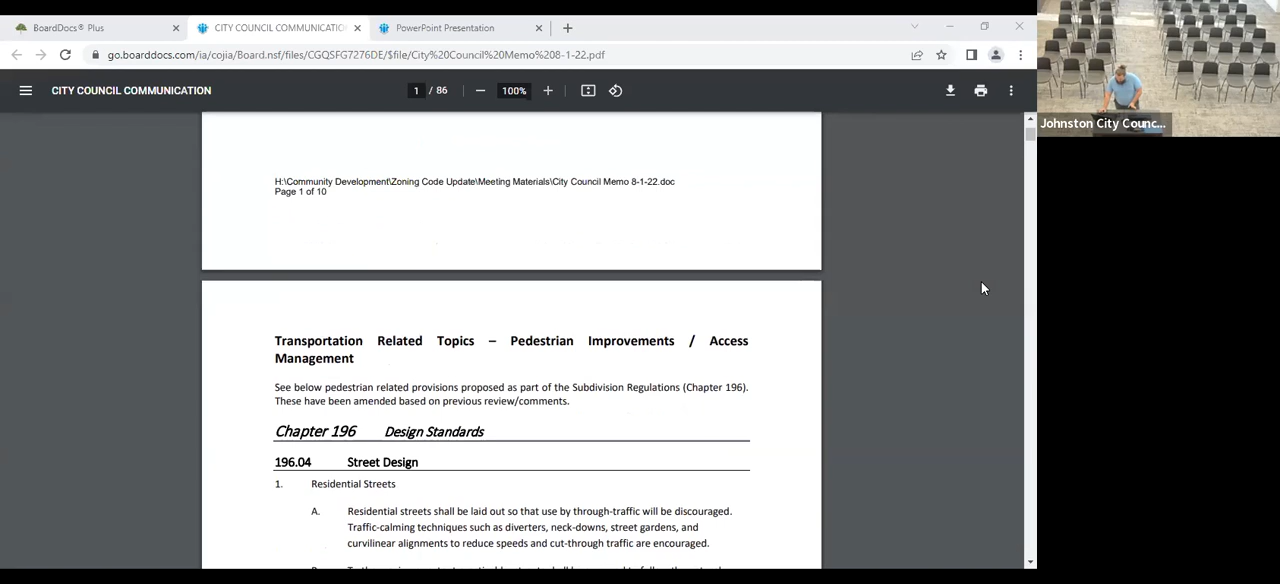 BoardDocs® Plus
CITY COUNCIL COMMUNICATION
PowerPoint Presentation
go.boarddocs.com/ia/cojia/Board.nsf/files/CGQSFG7276DE/$file/City%20Council%20Memo%208-1-22.pdf
CITY COUNCIL COMMUNICATION
1 / 86
100%
Johnston City Counc...
H:\Community Development\Zoning Code Update\Meeting Materials\City Council Memo 8-1-22.doc
Page 1 of 10
Transportation Related Topics – Pedestrian Improvements / Access
Management
See below pedestrian related provisions proposed as part of the Subdivision Regulations (Chapter 196).
These have been amended based on previous review/comments.
Chapter 196 Design Standards
196.04 Street Design
1. Residential Streets
A. Residential streets shall be laid out so that use by through-traffic will be discouraged.
Traffic-calming techniques such as diverters, neck-downs, street gardens, and
curvilinear alignments to reduce speeds and cut-through traffic are encouraged.